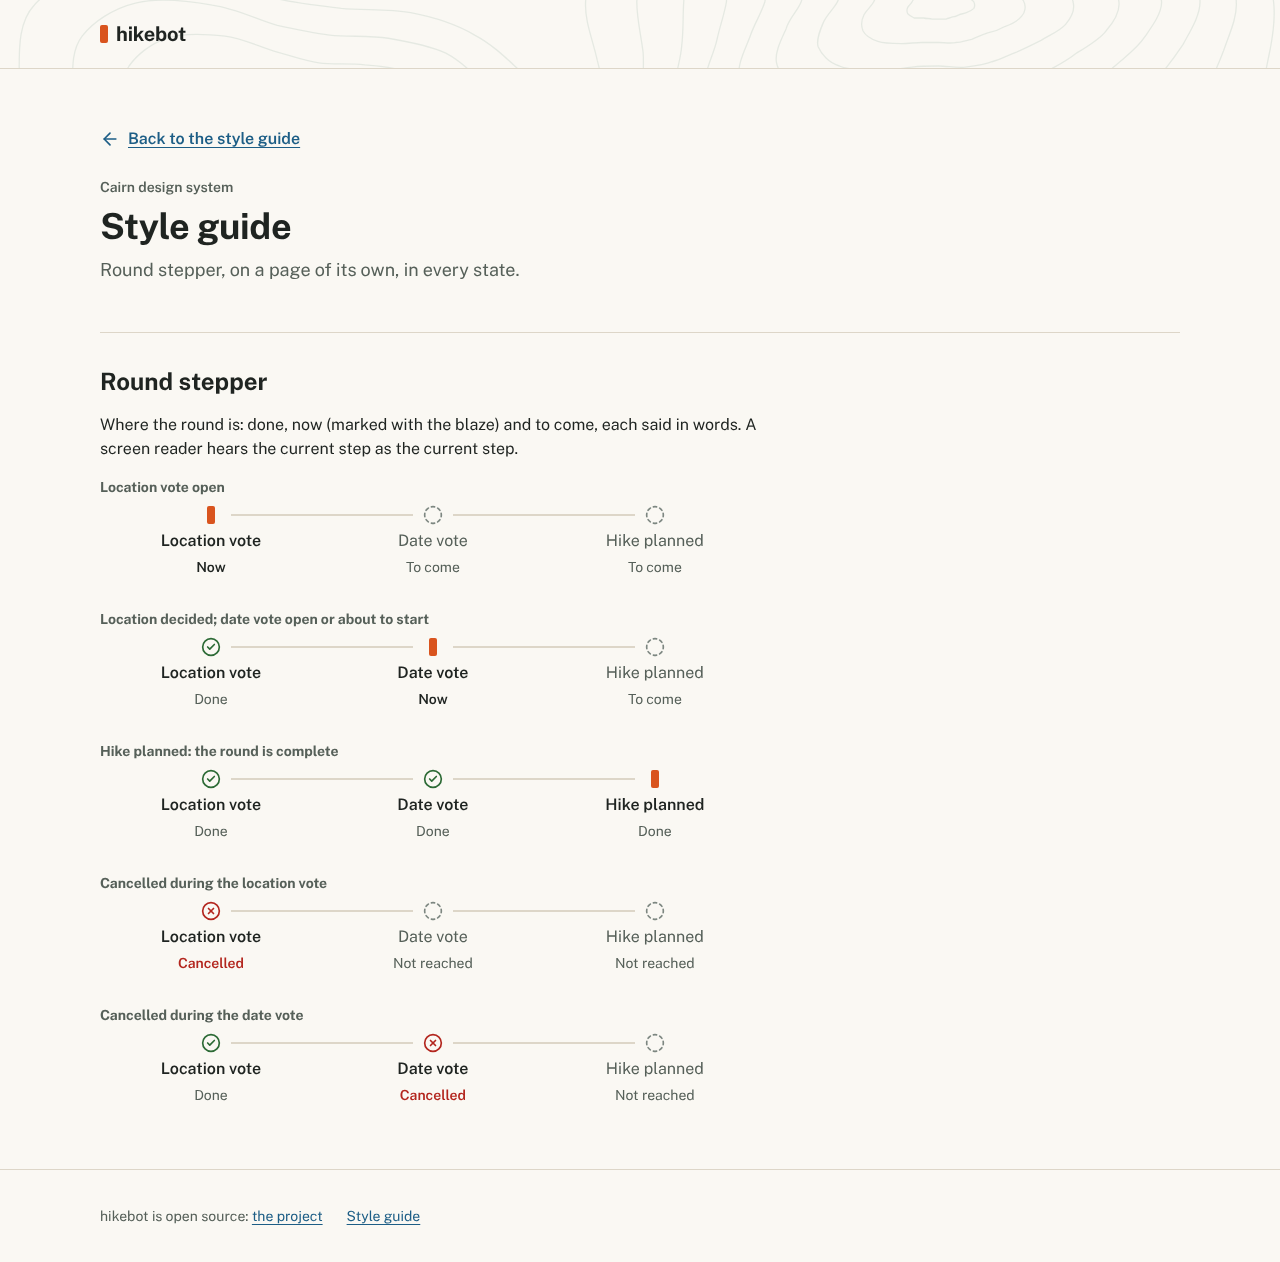 hikebot
Back to the style guide
Cairn design system
Style guide
Round stepper, on a page of its own, in every state.
Round stepper
Where the round is: done, now (marked with the blaze) and to come, each said in words. A
screen reader hears the current step as the current step.
Location vote open
Location vote Date vote Hike planned
Now To come To come
Location decided; date vote open or about to start
Location vote Date vote Hike planned
Done Now To come
Hike planned: the round is complete
Location vote Date vote Hike planned
Done Done Done
Cancelled during the location vote
Location vote Date vote Hike planned
Cancelled Not reached Not reached
Cancelled during the date vote
Location vote Date vote Hike planned
Done Cancelled Not reached
hikebot is open source: the project Style guide